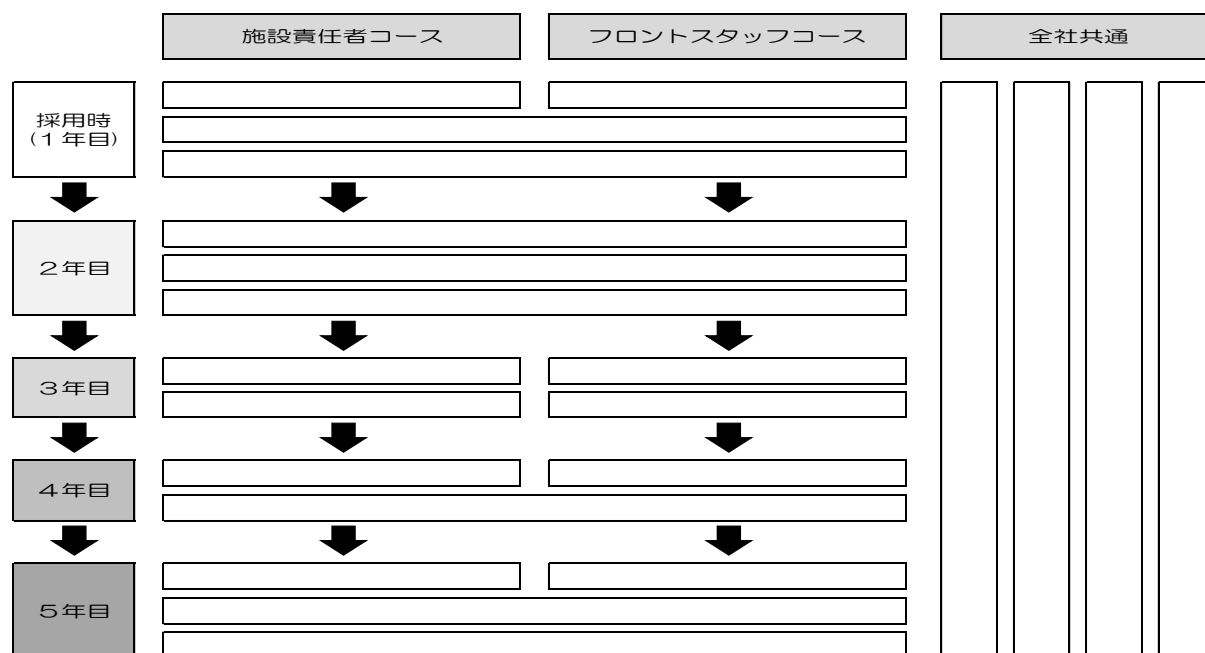 施設責任者コース
フロントスタッフコース
全社共通
採用時
(1年目)
2年目
3年目
4年目
5年目